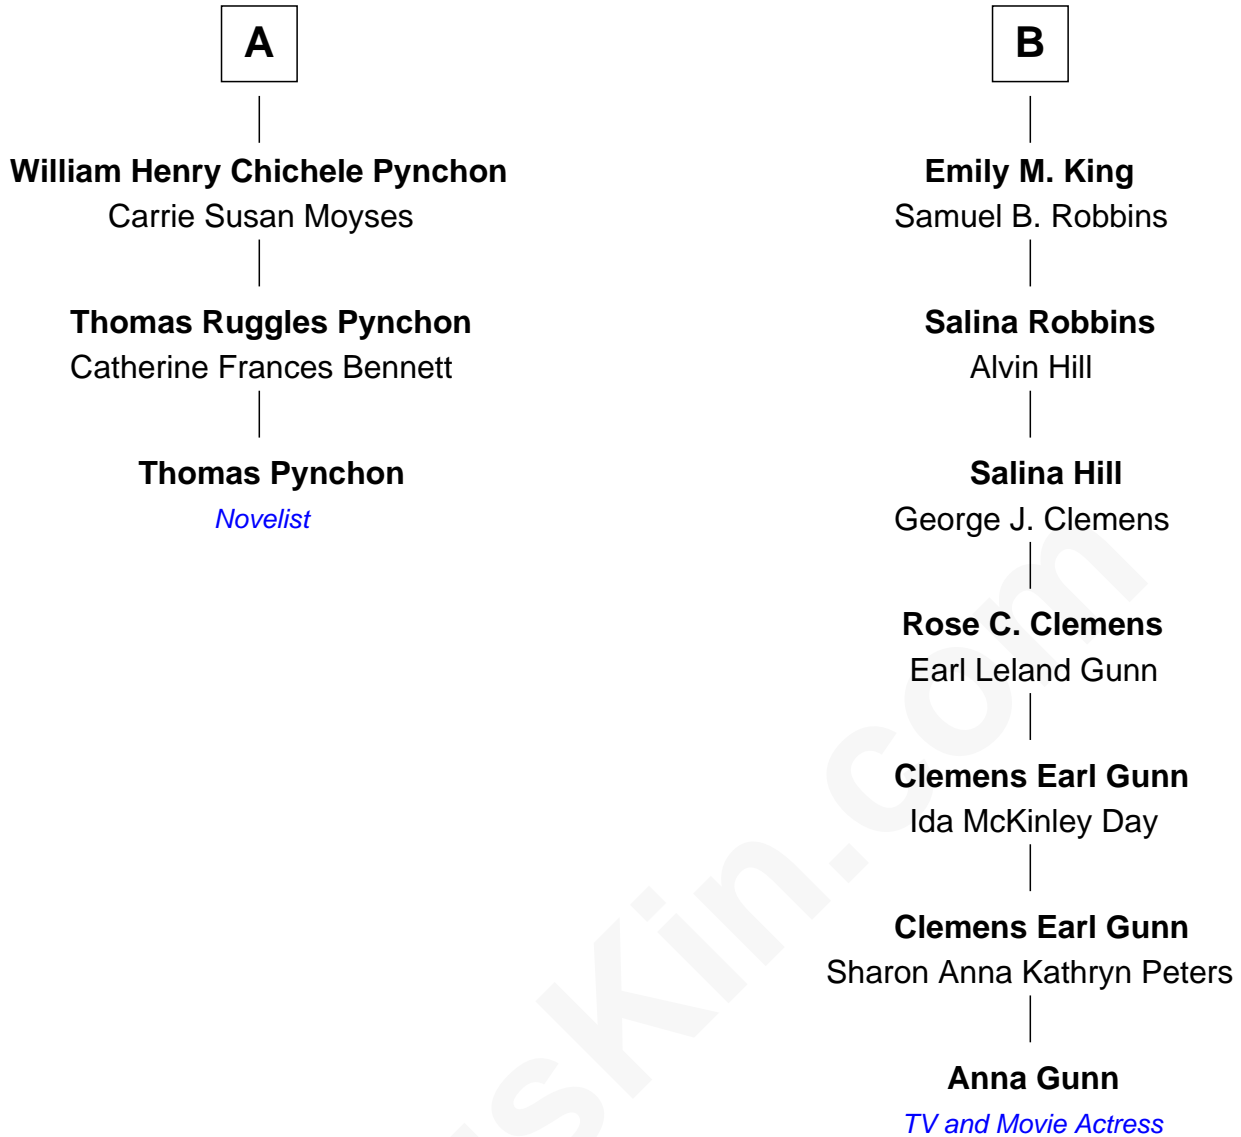 A
William Henry Chichele Pynchon
Carrie Susan Moyses
Thomas Ruggles Pynchon
Catherine Frances Bennett
Thomas Pynchon
Novelist
B
Emily M. King
Samuel B. Robbins
Salina Robbins
Alvin Hill
Salina Hill
George J. Clemens
Rose C. Clemens
Earl Leland Gunn
Clemens Earl Gunn
Ida McKinley Day
Clemens Earl Gunn
Sharon Anna Kathryn Peters
Anna Gunn
TV and Movie Actress
sKin.com